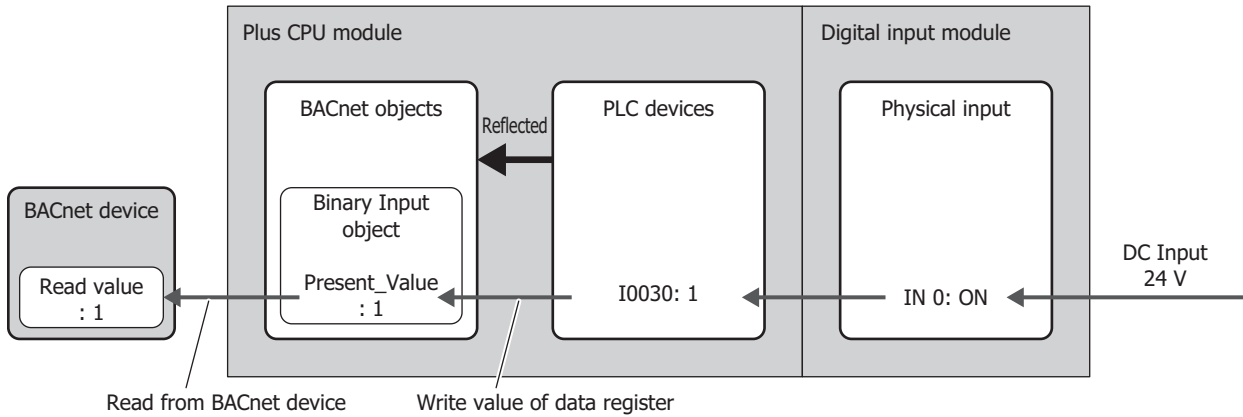 Plus CPU module
Digital input module
BACnet objects
Reflected
PLC devices
Physical input
BACnet device
Binary Input
object
Read value
: 1
Present_Value
: 1
I0030: 1
IN 0: ON
DC Input
24 V
Read from BACnet device
Write value of data register